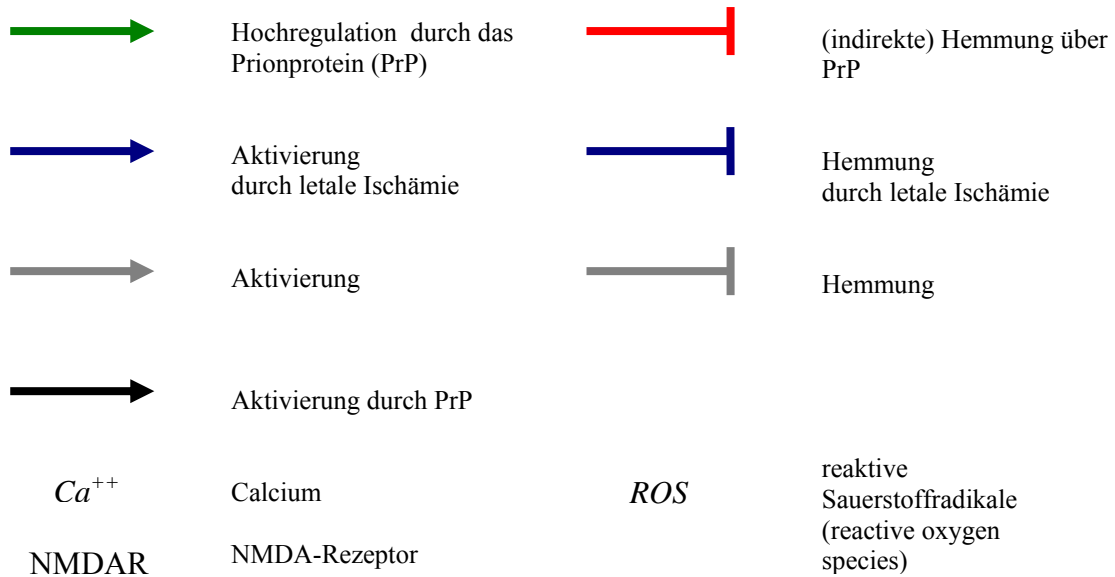 Hochregulation durch das
Prionprotein (PrP)
(indirekte) Hemmung über
PrP
Aktivierung
durch letale Ischämie
Hemmung
durch letale Ischämie
Aktivierung
Hemmung
Aktivierung durch PrP
Ca++
Calcium
ROS
reaktive
Sauerstoffradikale
(reactive oxygen
species)
NMDAR
NMDA-Rezeptor